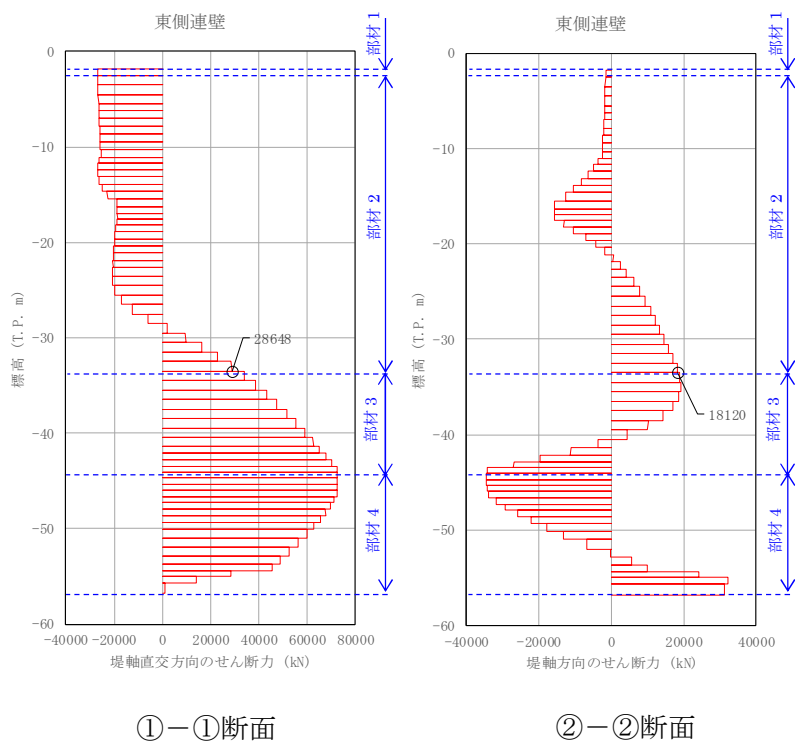 東側連壁
部材1
部材2
部材3
部材4
0
-10
-20
-30
-40
-50
-60
標高 (T.P. m)
28648
-40000 -20000 0 20000 40000 60000 80000
堤軸直交方向のせん断力 (kN)
①-①断面
東側連壁
部材1
部材2
部材3
部材4
0
-10
-20
-30
-40
-50
-60
標高 (T.P. m)
18120
-40000 -20000 0 20000 40000
堤軸方向のせん断力 (kN)
②-②断面